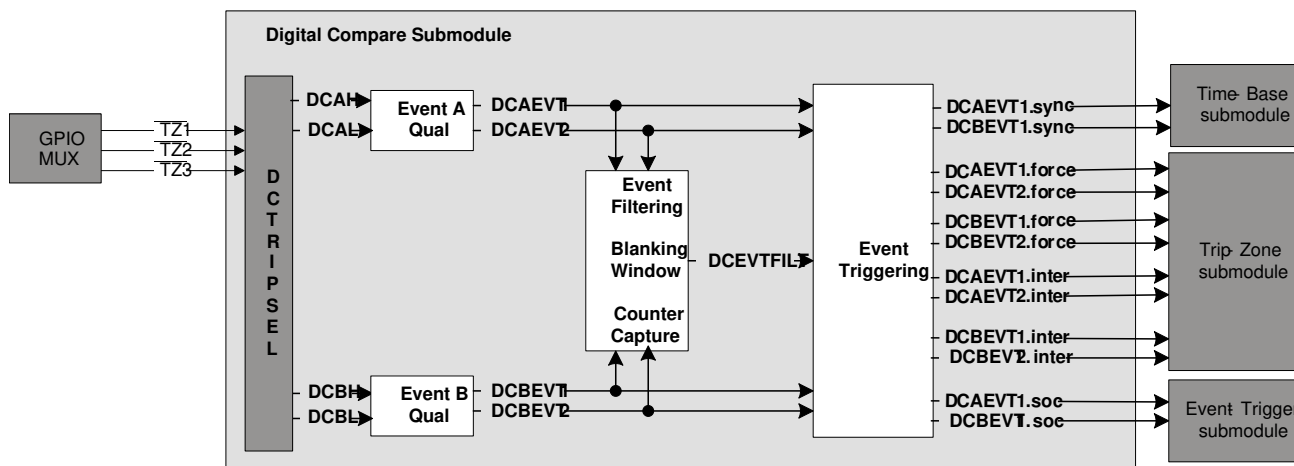 Digital Compare Submodule
GPIO
MUX
TZ1
TZ2
TZ3
DCTRIPSEL
DCAH
DCAL
Event A
Qual
DCAEVT1
DCAEVT2
DCBH
DCBL
Event B
Qual
DCBEVT1
DCBEVT2
Event
Filtering
Blanking
Window
Counter
Capture
DCEVTFILT
Event
Triggering
DCAEVT1.sync
DCBEVT1.sync
DCAEVT1.force
DCAEVT2.force
DCBEVT1.force
DCBEVT2.force
DCAEVT1.inter
DCAEVT2.inter
DCBEVT1.inter
DCBEVT2.inter
DCAEVT1.soc
DCBEVT1.soc
Time-Base
submodule
Trip-Zone
submodule
Event-Trigger
submodule